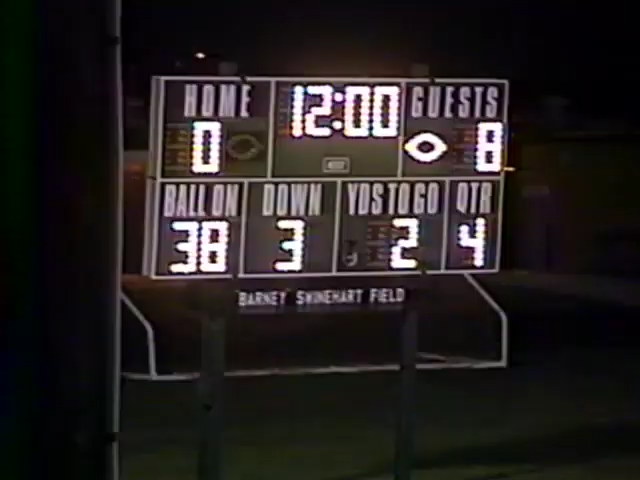 HOME 12:00 GUESTS
0 8
BALL ON DOWN YDS TO GO QTR
38 3 2 4
BARNEY SWINEHART FIELD